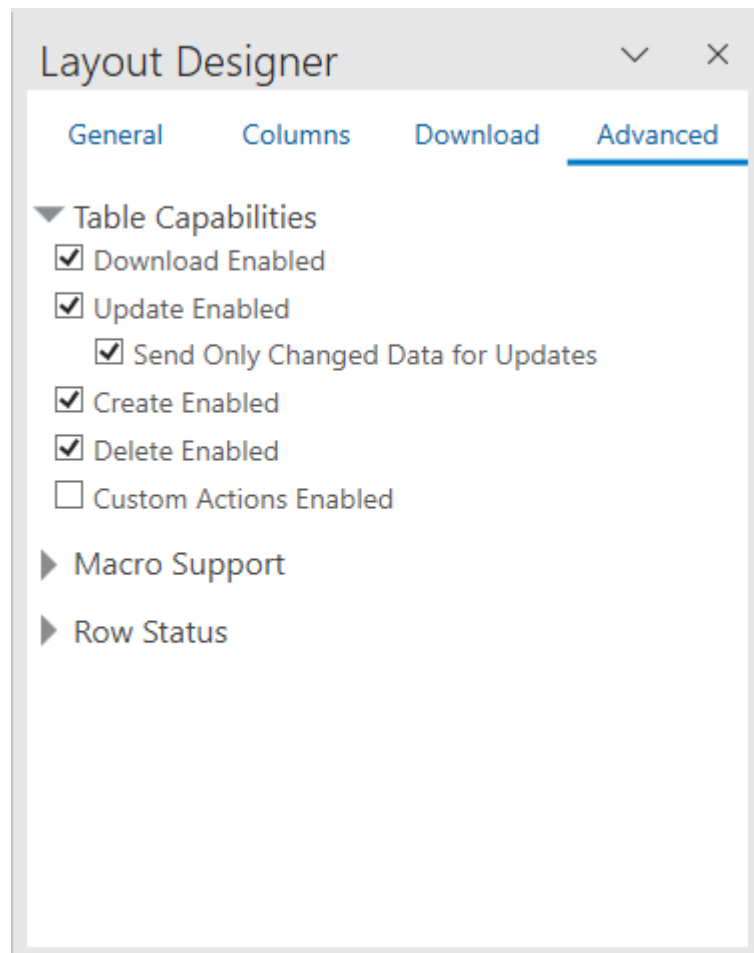 Layout Designer
General Columns Download Advanced
Table Capabilities
Download Enabled
Update Enabled
Send Only Changed Data for Updates
Create Enabled
Delete Enabled
Custom Actions Enabled
Macro Support
Row Status